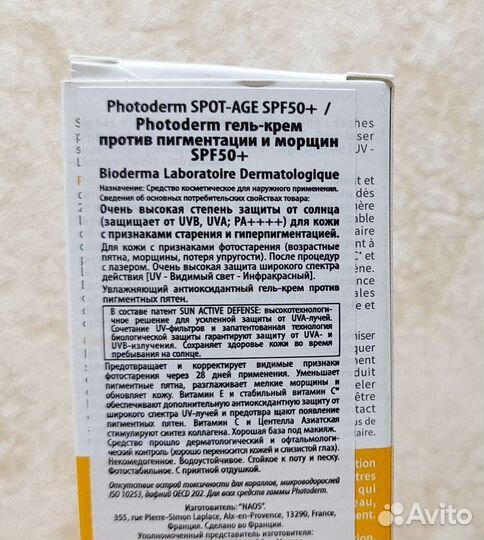 Photoderm SPOT-AGE SPF50+ /
Photoderm гель-крем
против пигментации и морщин
SPF50+
Bioderma Laboratoire Dermatologique
Назначение: Средство косметическое для наружного применения.
Сведения об основных потребительских свойствах товара:
Очень высокая степень защиты от солнца
(защищает от UVB, UVA; PA++++) для кожи
с признаками старения и гиперпигментацией.
Для кожи с признаками фотостарения (возрастные
пятна, морщины, потеря упругости). После процедур
с лазером. Очень высокая защита широкого спектра
действия [UV - Видимый свет - Инфракрасный].
Увлажняющий антиоксидантный гель-крем против
пигментных пятен.
В составе патент SUN ACTIVE DEFENSE: высокотехнологич-
ное решение для усиленной защиты от UVA-лучей.
Сочетание UV-фильтров и запатентованная технология
биологической защиты гарантируют защиту от UVA- и
UVB-излучения. Сохраняет здоровье кожи во время
пребывания на солнце.
Предотвращает и корректирует видимые признаки
фотостарения через 28 дней применения. Уменьшает
пигментные пятна, разглаживает мелкие морщины и
обновляет кожу. Витамин Е и стабильный витамин С*
обеспечивают дополнительную антиоксидантную защиту от
широкого спектра UV-лучей и предотвра щают появление
пигментных пятен. Витамин С и Центелла Азиатская
стимулируют синтез коллагена. Хорошая база под макияж.
Средство прошло дерматологический и офтальмологи-
ческий контроль (хорошо переносится кожей и слизистой глаз).
Некомедогенное. Водоустойчивое. Стойкое к поту и песку.
Фотостабильное. С приятной отдушкой.
Отсутствие острой токсичности для кораллов, микроводорослей
ISO 10253, дафний OECD 202. Для всех средств гаммы Photoderm.
Изготовитель: "NAOS",
355, rue Pierre-Simon Laplace, Aix-en-Provence, 13290, France,
Франция. Сделано во Франции.
Уполномоченный представитель изготовителя:
Avito